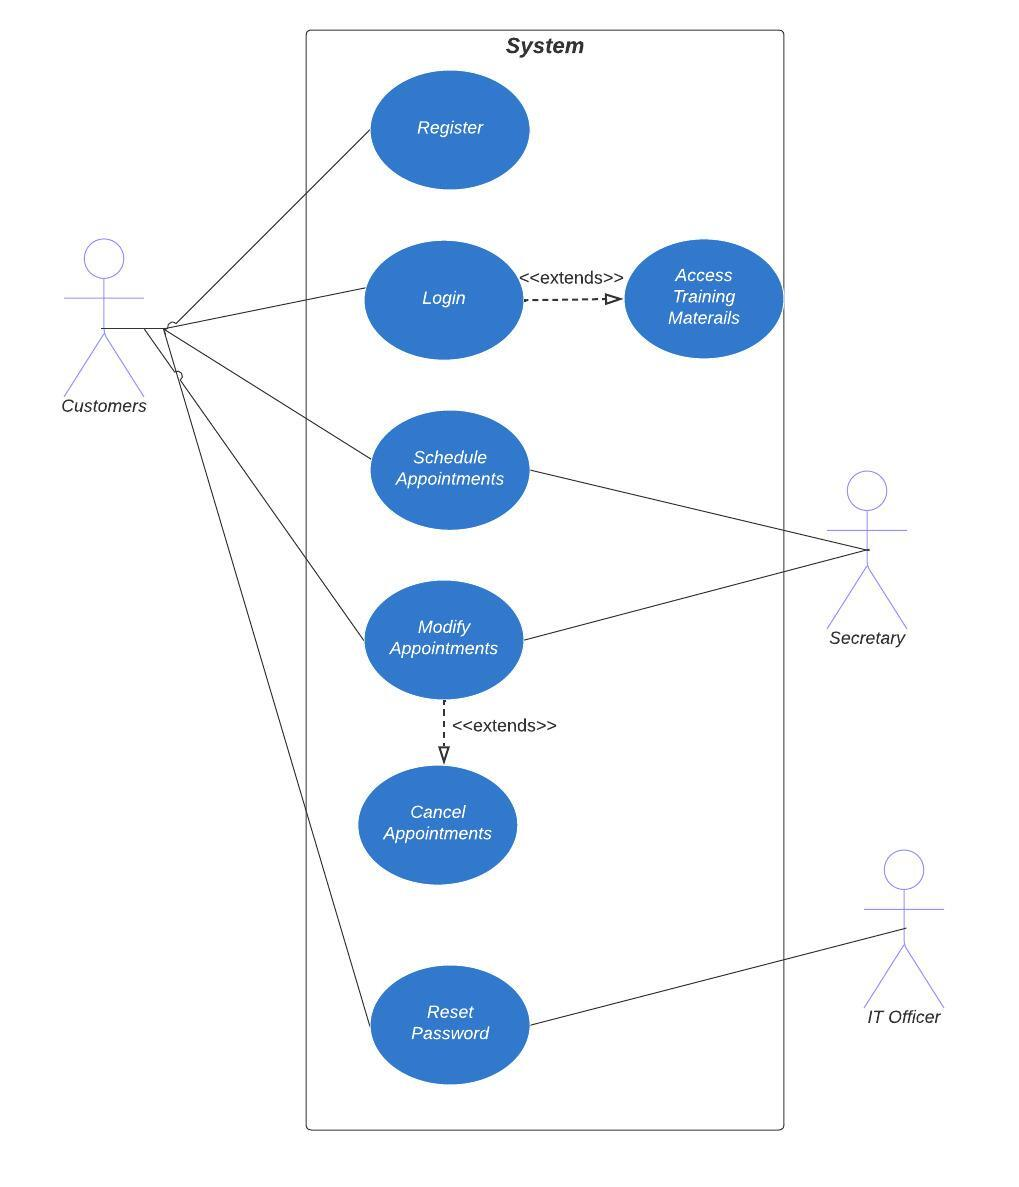 System
Register
Login
<<extends>>
Access
Training
Materails
Customers
Schedule
Appointments
Modify
Appointments
Secretary
<<extends>>
Cancel
Appointments
Reset
Password
IT Officer